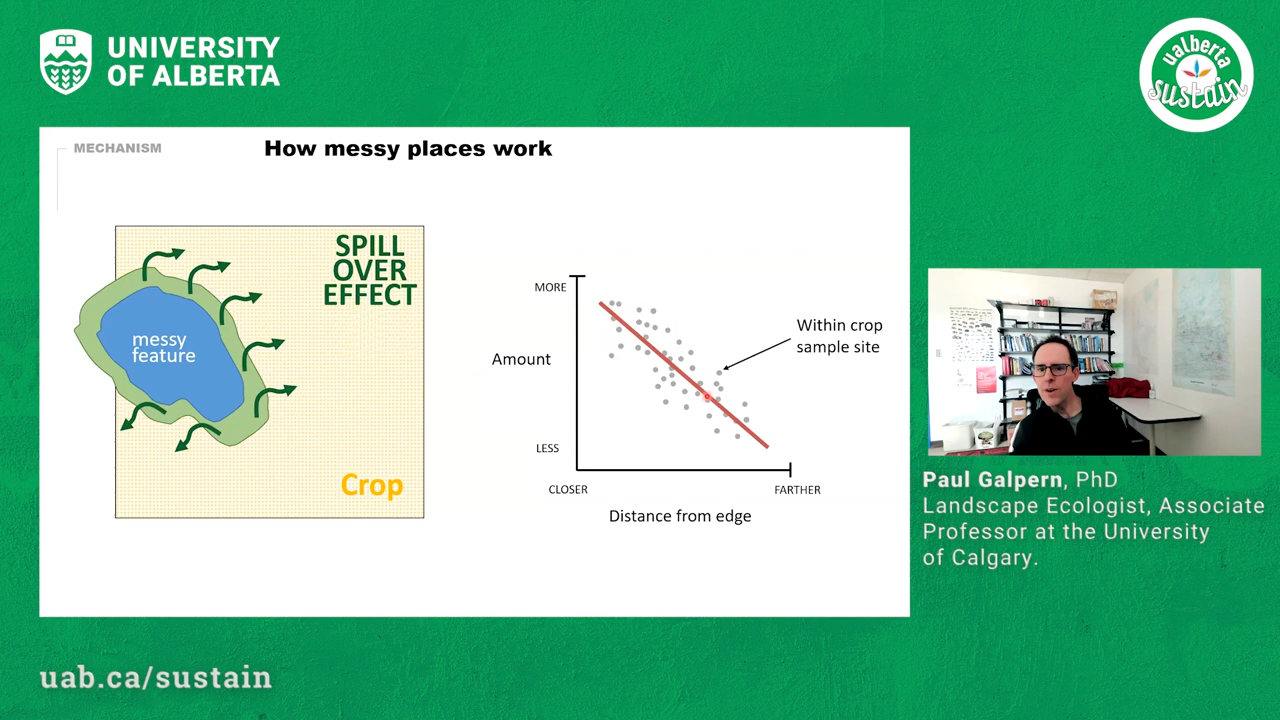 UNIVERSITY
OF ALBERTA
ualberta
sustain
MECHANISM
How messy places work
SPILL
OVER
EFFECT
messy
feature
Crop
MORE
Amount
LESS
CLOSER
FARTHER
Distance from edge
Within crop
sample site
Paul Galpern, PhD
Landscape Ecologist, Associate
Professor at the University
of Calgary.
uab.ca/sustain